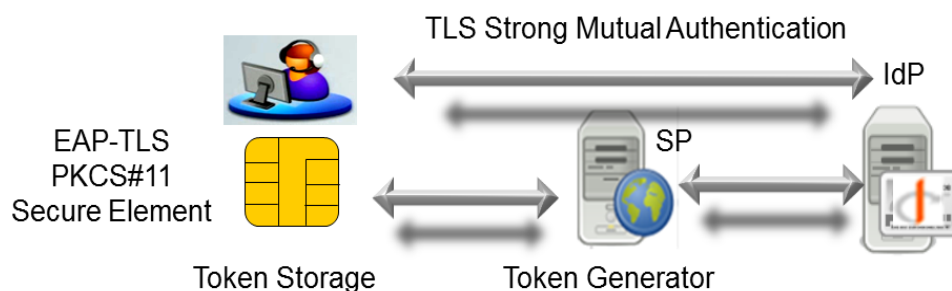 TLS Strong Mutual Authentication
IdP
SP
EAP-TLS
PKCS#11
Secure Element
Token Storage
Token Generator